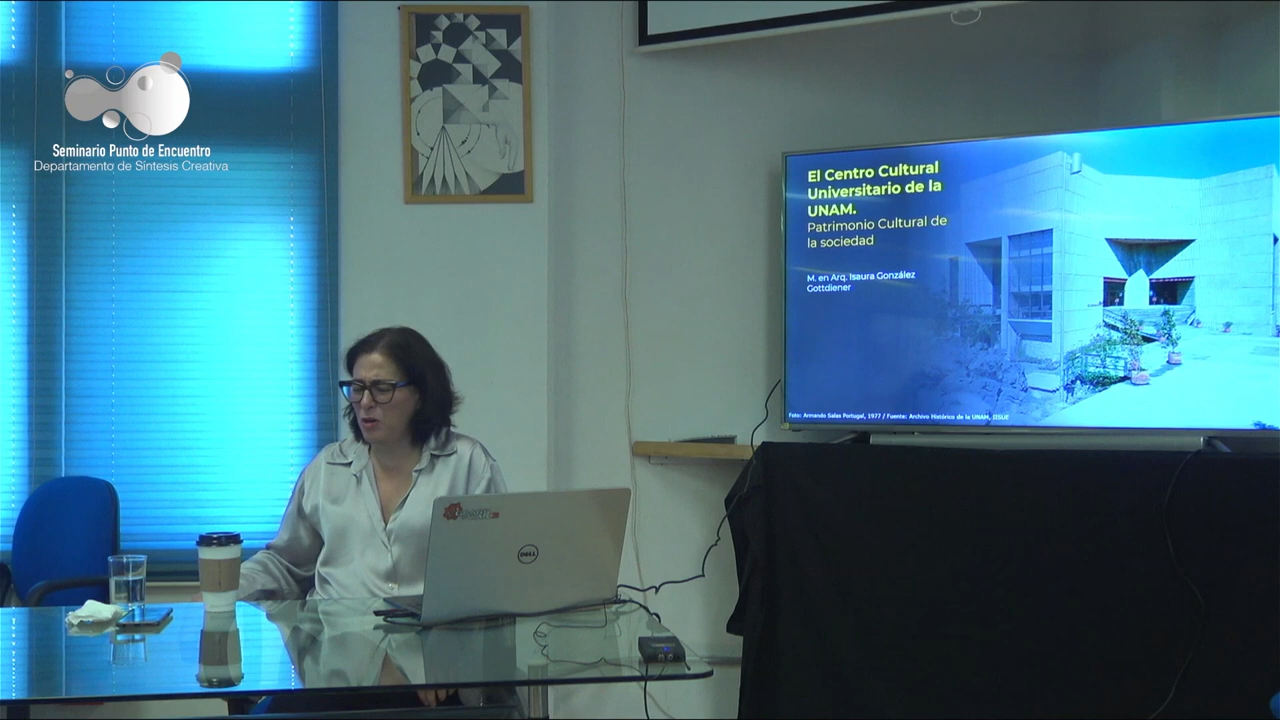 Seminario Punto de Encuentro
Departamento de Síntesis Creativa
El Centro Cultural
Universitario de la
UNAM.
Patrimonio Cultural de
la sociedad
M. en Arq. Isaura González
Gottdiener
Foto: Armando Salas Portugal, 1977 / Fuente: Archivo Histórico de la UNAM, IISUE
DELL